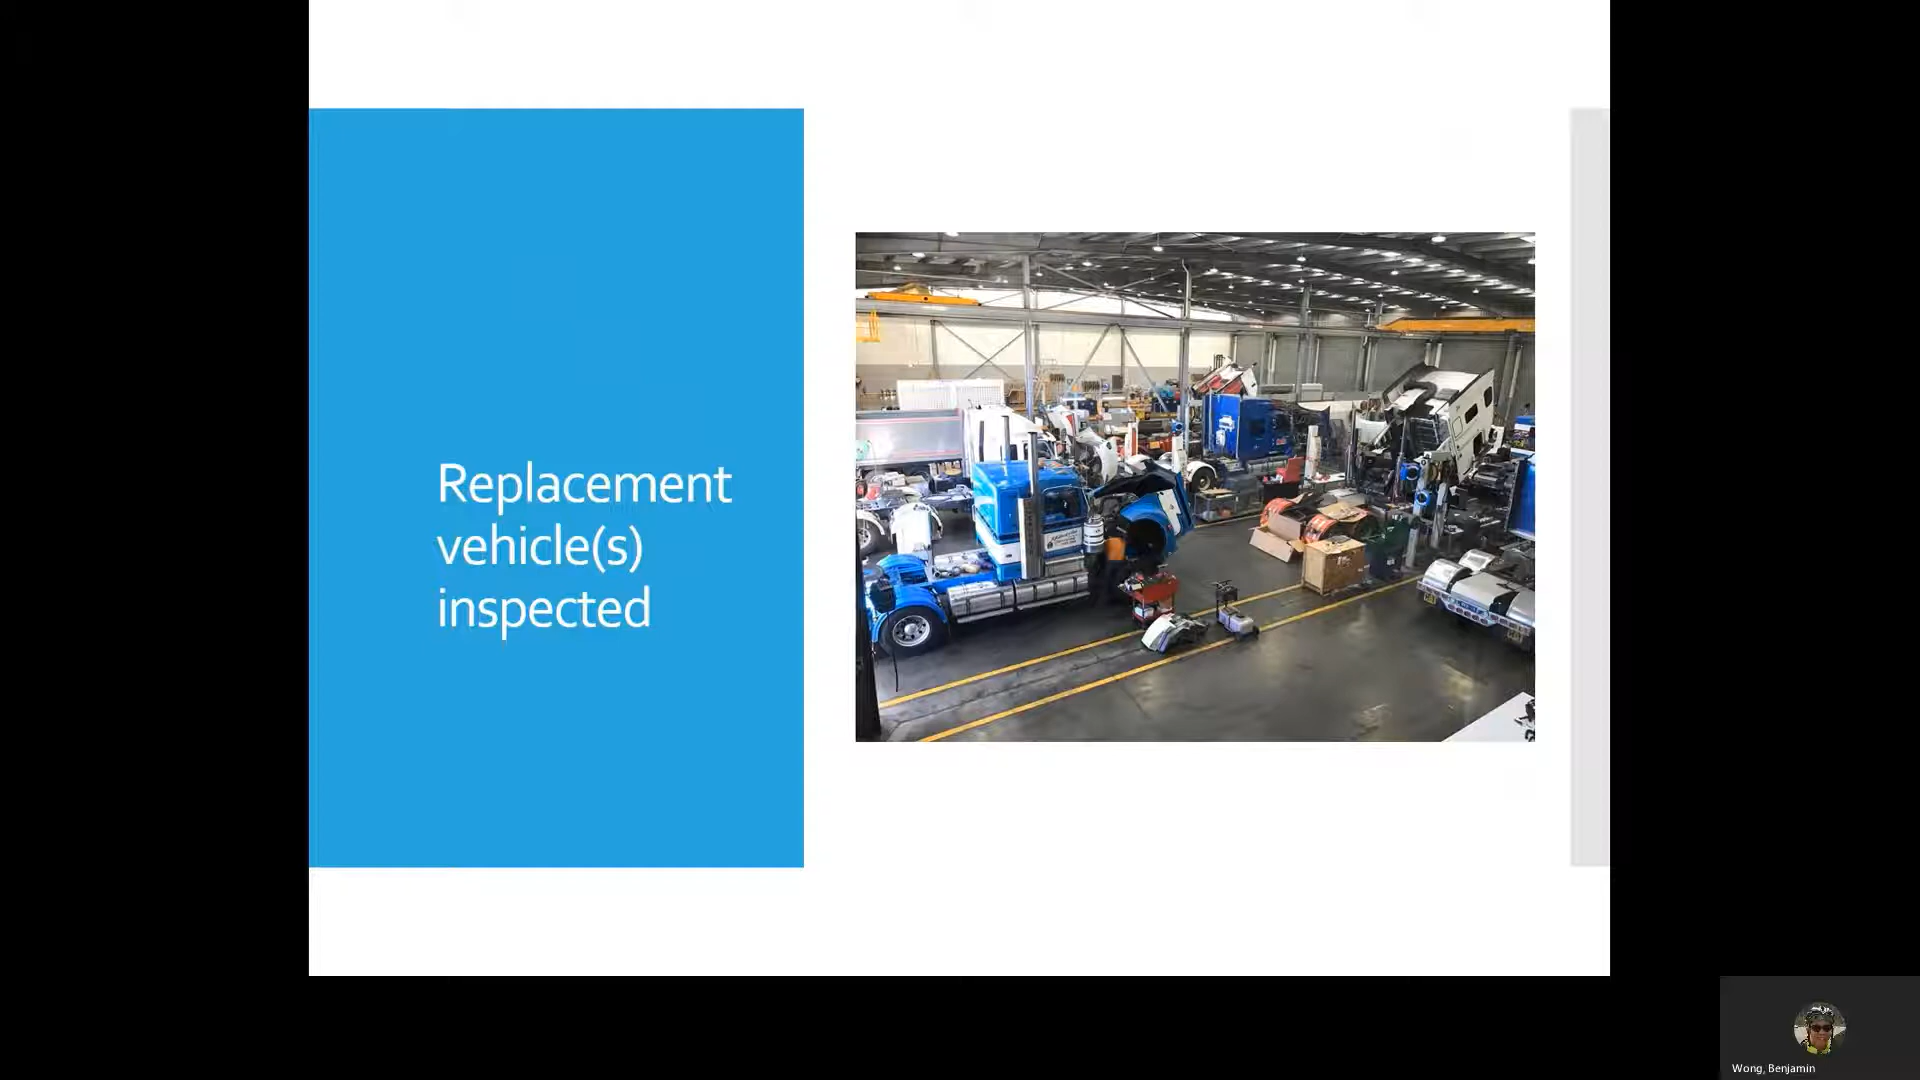 Replacement
vehicle(s)
inspected
Wong, Benjamin